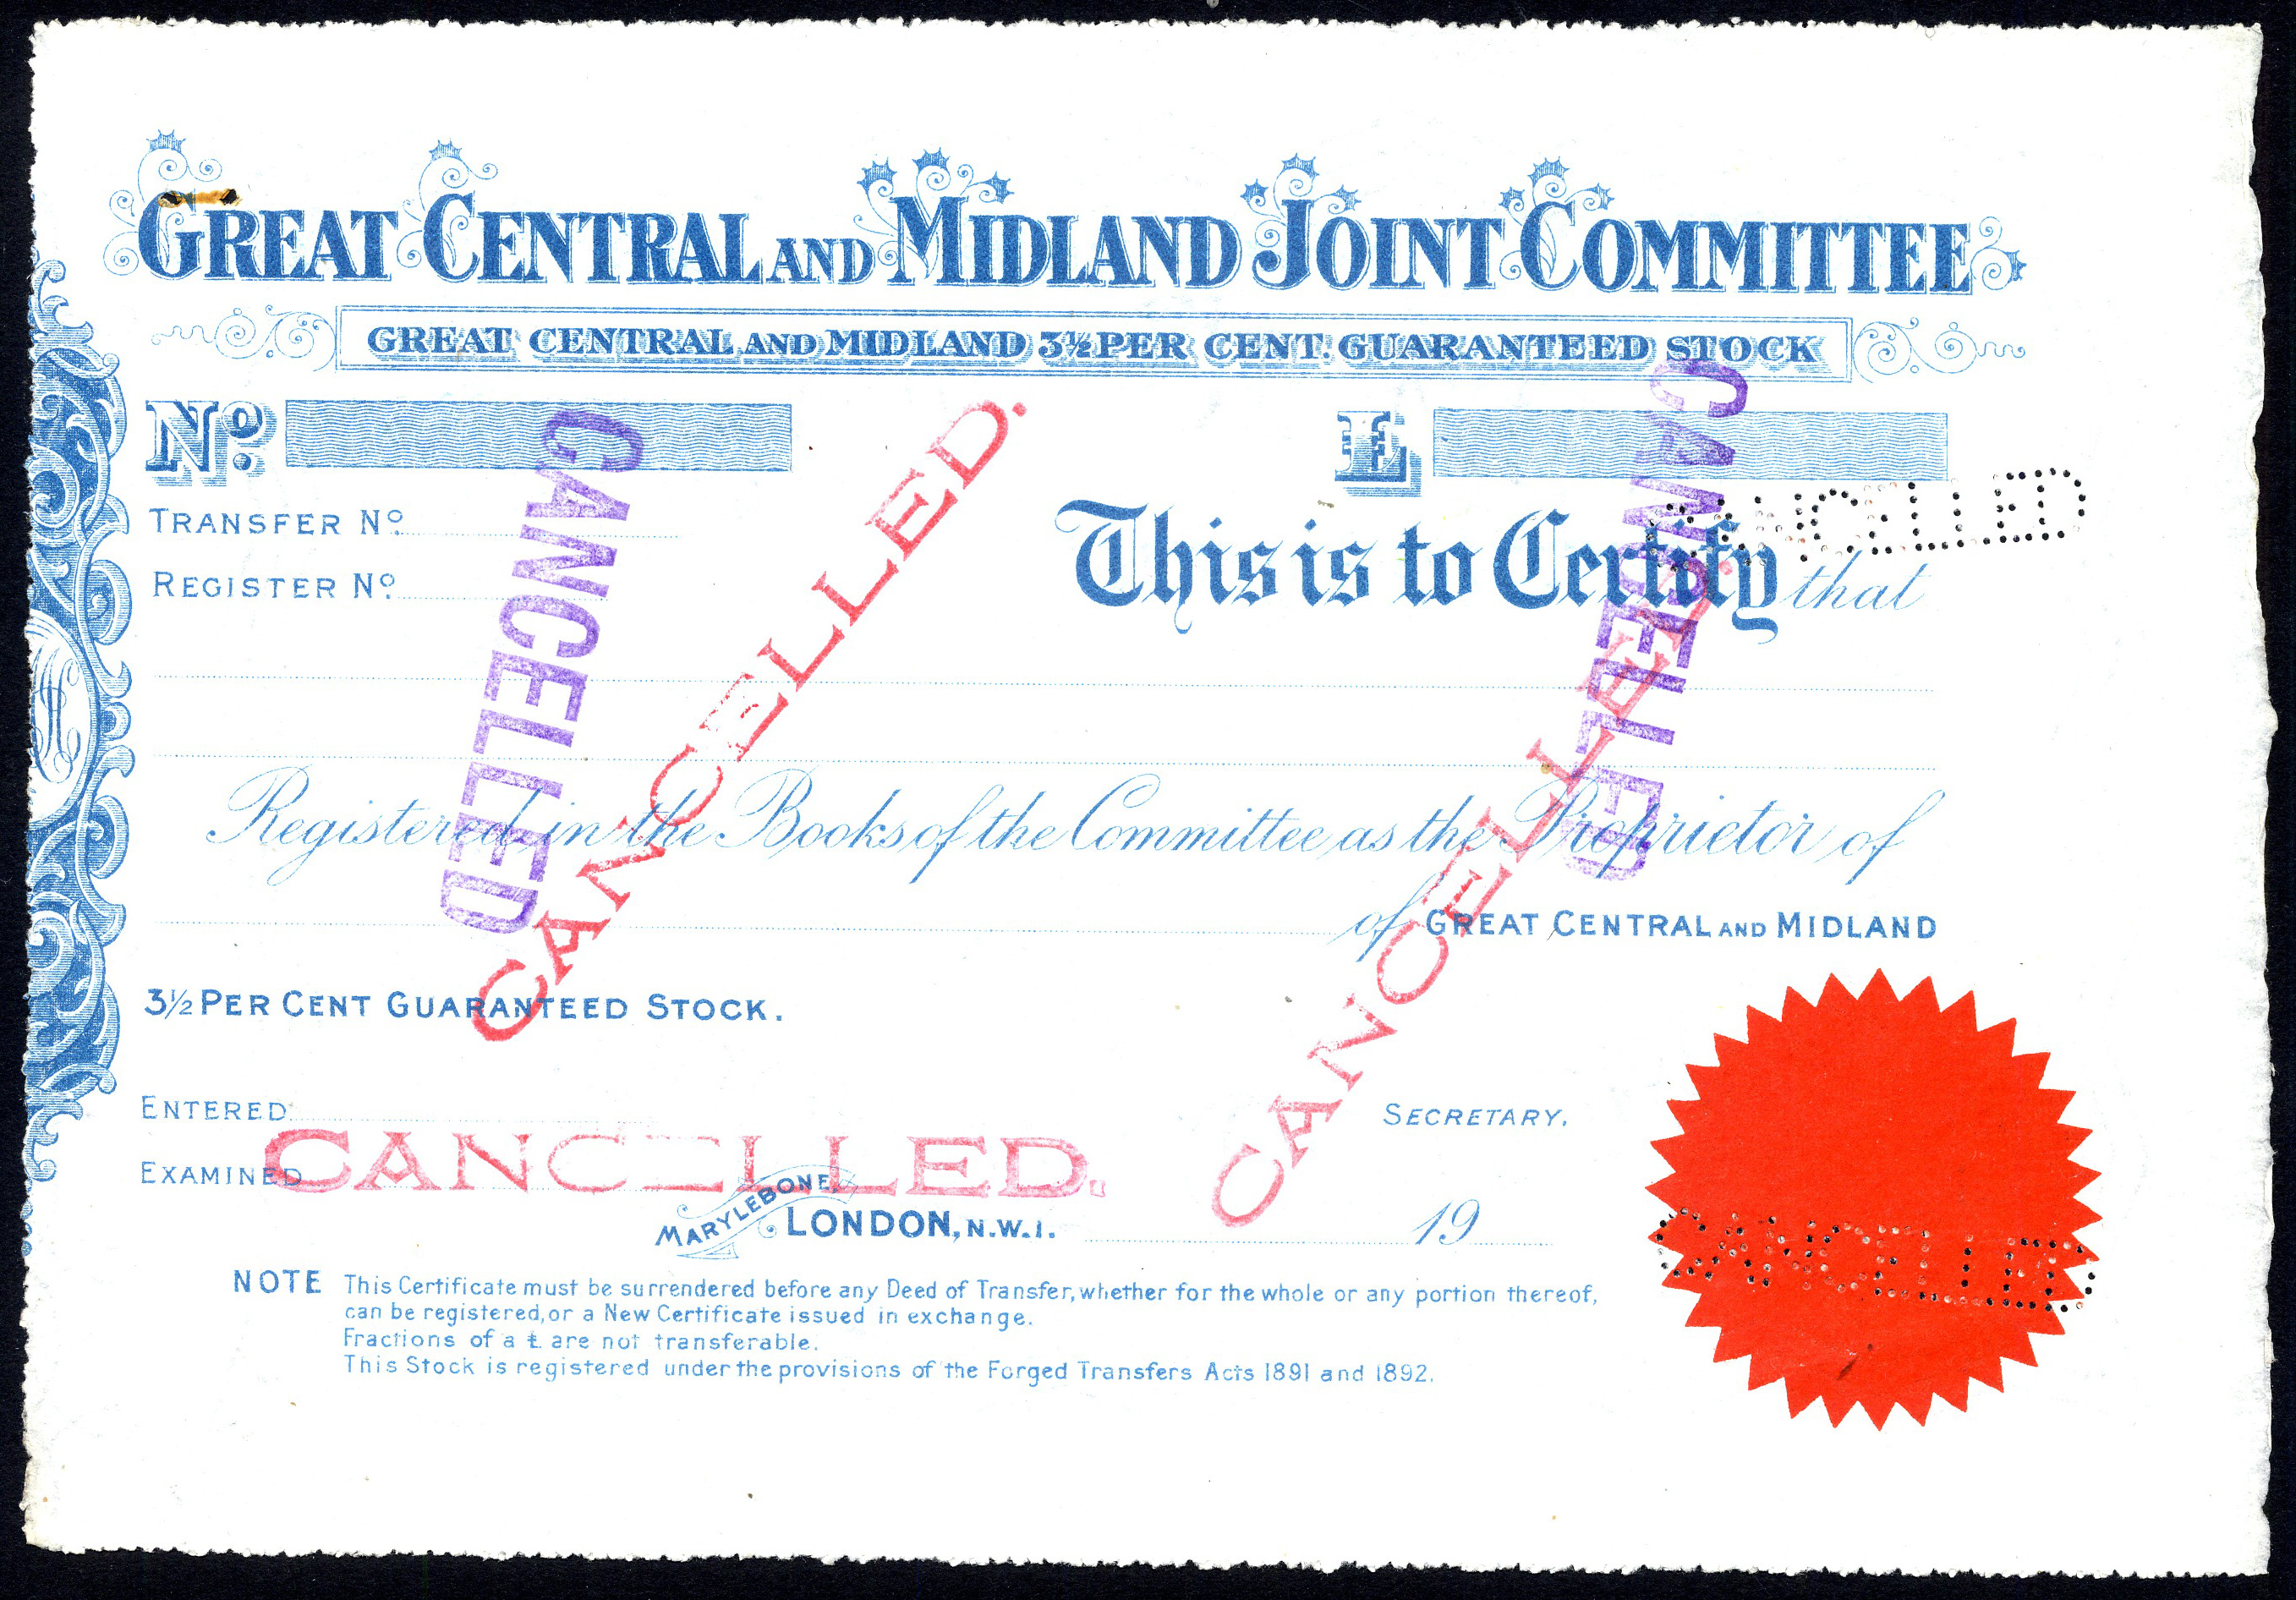 GREAT CENTRAL AND MIDLAND JOINT COMMITTEE
GREAT CENTRAL AND MIDLAND 3½ PER CENT. GUARANTEED STOCK
No. £
TRANSFER No.
REGISTER No.
This is to Certify that
Registered in the Books of the Committee as the Proprietor of
of GREAT CENTRAL AND MIDLAND
3½ PER CENT GUARANTEED STOCK.
ENTERED
SECRETARY.
EXAMINED
MARYLEBONE,
LONDON, N.W.1.
19
NOTE This Certificate must be surrendered before any Deed of Transfer, whether for the whole or any portion thereof,
can be registered, or a New Certificate issued in exchange.
Fractions of a £ are not transferable.
This Stock is registered under the provisions of the Forged Transfers Acts 1891 and 1892.
CANCELLED
CANCELLED.
CANCELLED
CANCELLED
CANCELLED.
CANCELLED.
CANCELLED